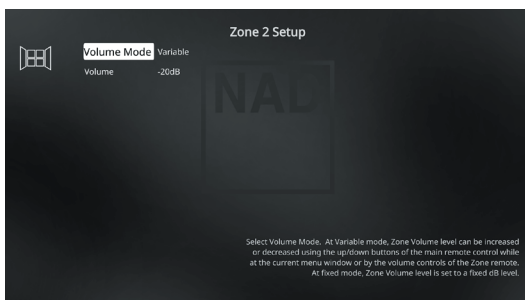 Zone 2 Setup
Volume Mode Variable
Volume -20dB
NAD
Select Volume Mode. At Variable mode, Zone Volume level can be increased
or decreased using the up/down buttons of the main remote control while
at the current menu window or by the volume controls of the Zone remote.
At fixed mode, Zone Volume level is set to a fixed dB level.